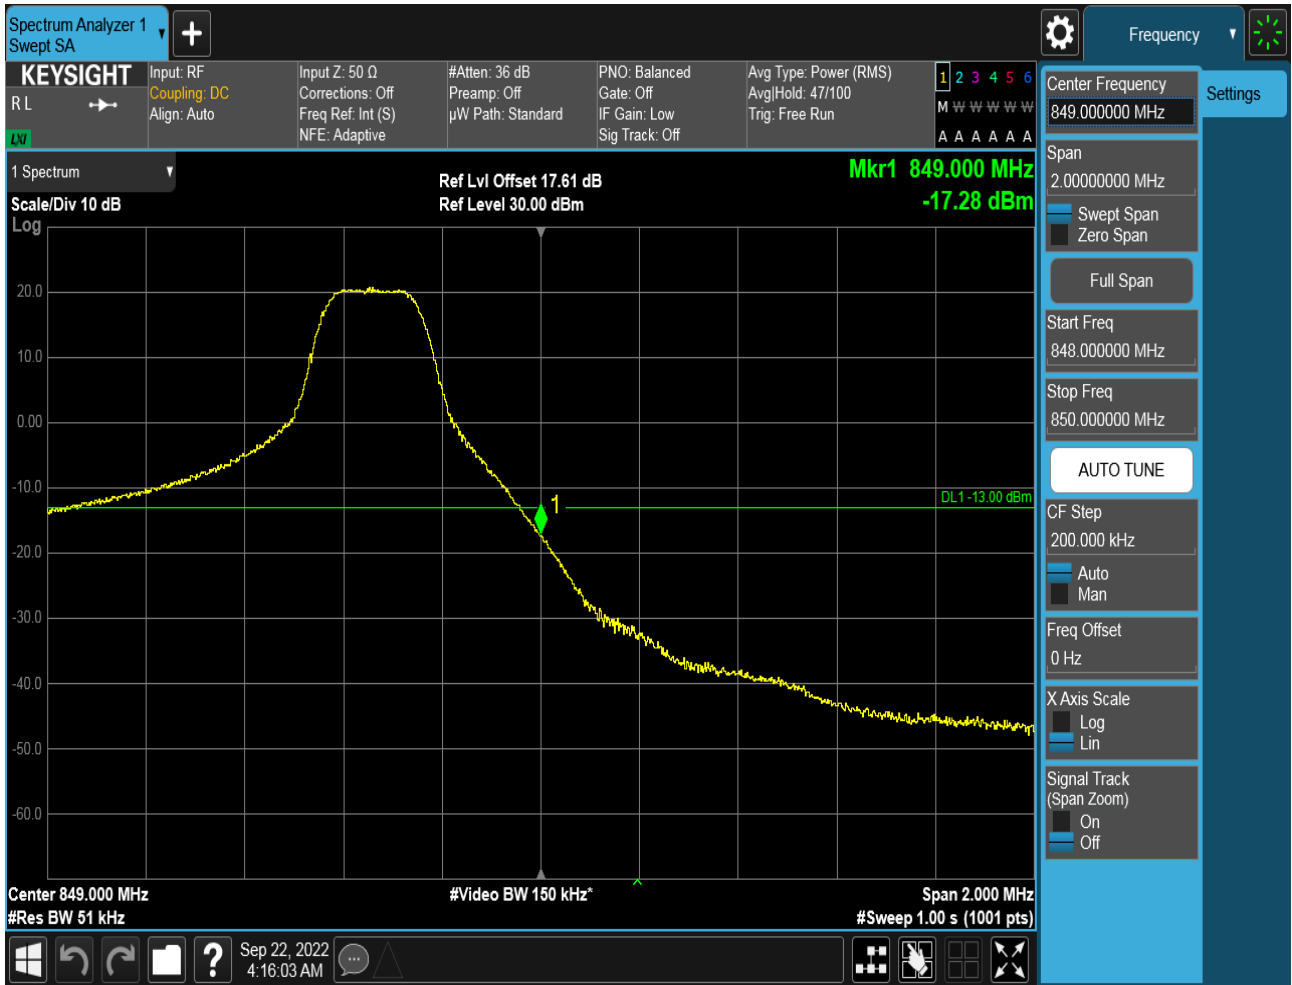 Spectrum Analyzer 1
Swept SA
Frequency
KEYSIGHT
R L
LXI
Input: RF
Coupling: DC
Align: Auto
Input Z: 50 Ω
Corrections: Off
Freq Ref: Int (S)
NFE: Adaptive
#Atten: 36 dB
Preamp: Off
µW Path: Standard
PNO: Balanced
Gate: Off
IF Gain: Low
Sig Track: Off
Avg Type: Power (RMS)
Avg|Hold: 47/100
Trig: Free Run
1 2 3 4 5 6
M W W W W W
A A A A A A
1 Spectrum
Scale/Div 10 dB
Log
Ref Lvl Offset 17.61 dB
Ref Level 30.00 dBm
Mkr1 849.000 MHz
-17.28 dBm
20.0
10.0
0.00
-10.0
-20.0
-30.0
-40.0
-50.0
-60.0
1
DL1 -13.00 dBm
Center 849.000 MHz
#Video BW 150 kHz*
Span 2.000 MHz
#Res BW 51 kHz
#Sweep 1.00 s (1001 pts)
Center Frequency
849.000000 MHz
Settings
Span
2.00000000 MHz
Swept Span
Zero Span
Full Span
Start Freq
848.000000 MHz
Stop Freq
850.000000 MHz
AUTO TUNE
CF Step
200.000 kHz
Auto
Man
Freq Offset
0 Hz
X Axis Scale
Log
Lin
Signal Track
(Span Zoom)
On
Off
?
Sep 22, 2022
4:16:03 AM